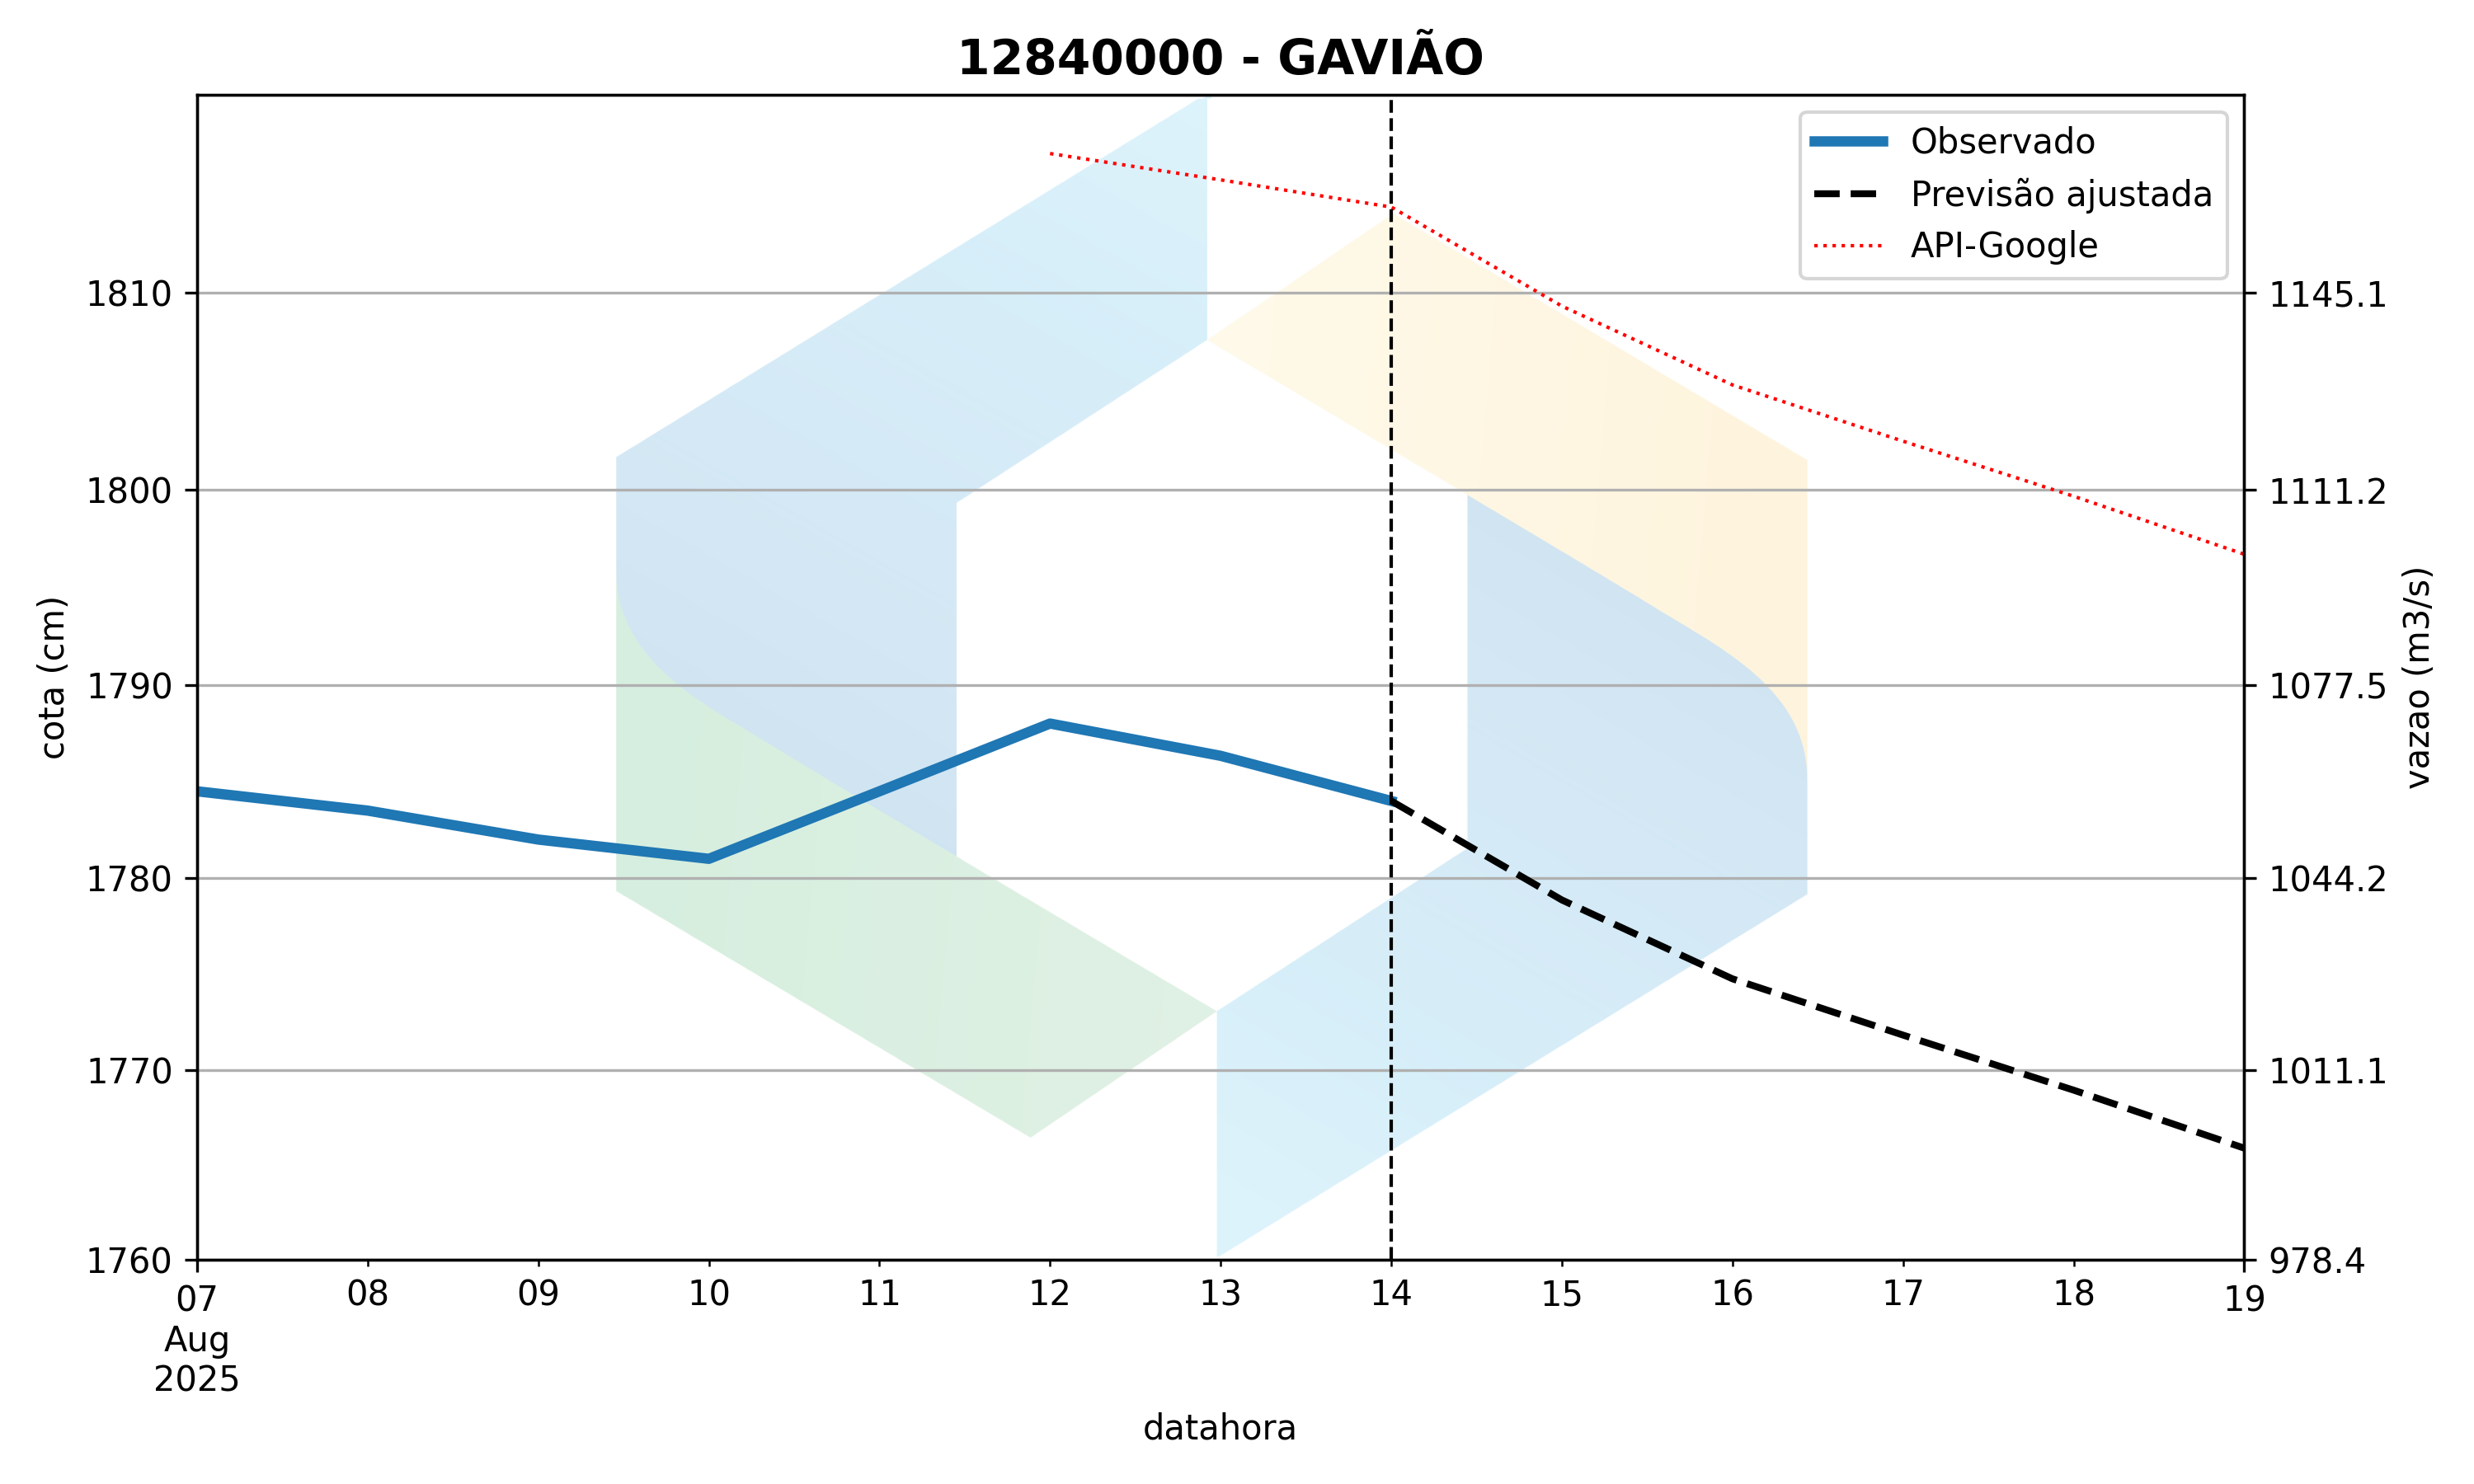 12840000 - GAVIÃO
Observado
Previsão ajustada
API-Google
cota (cm)
1810
1800
1790
1780
1770
1760
1145.1
1111.2
1077.5
1044.2
1011.1
978.4
vazao (m3/s)
07 08 09 10 11 12 13 14 15 16 17 18 19
Aug
2025
datahora